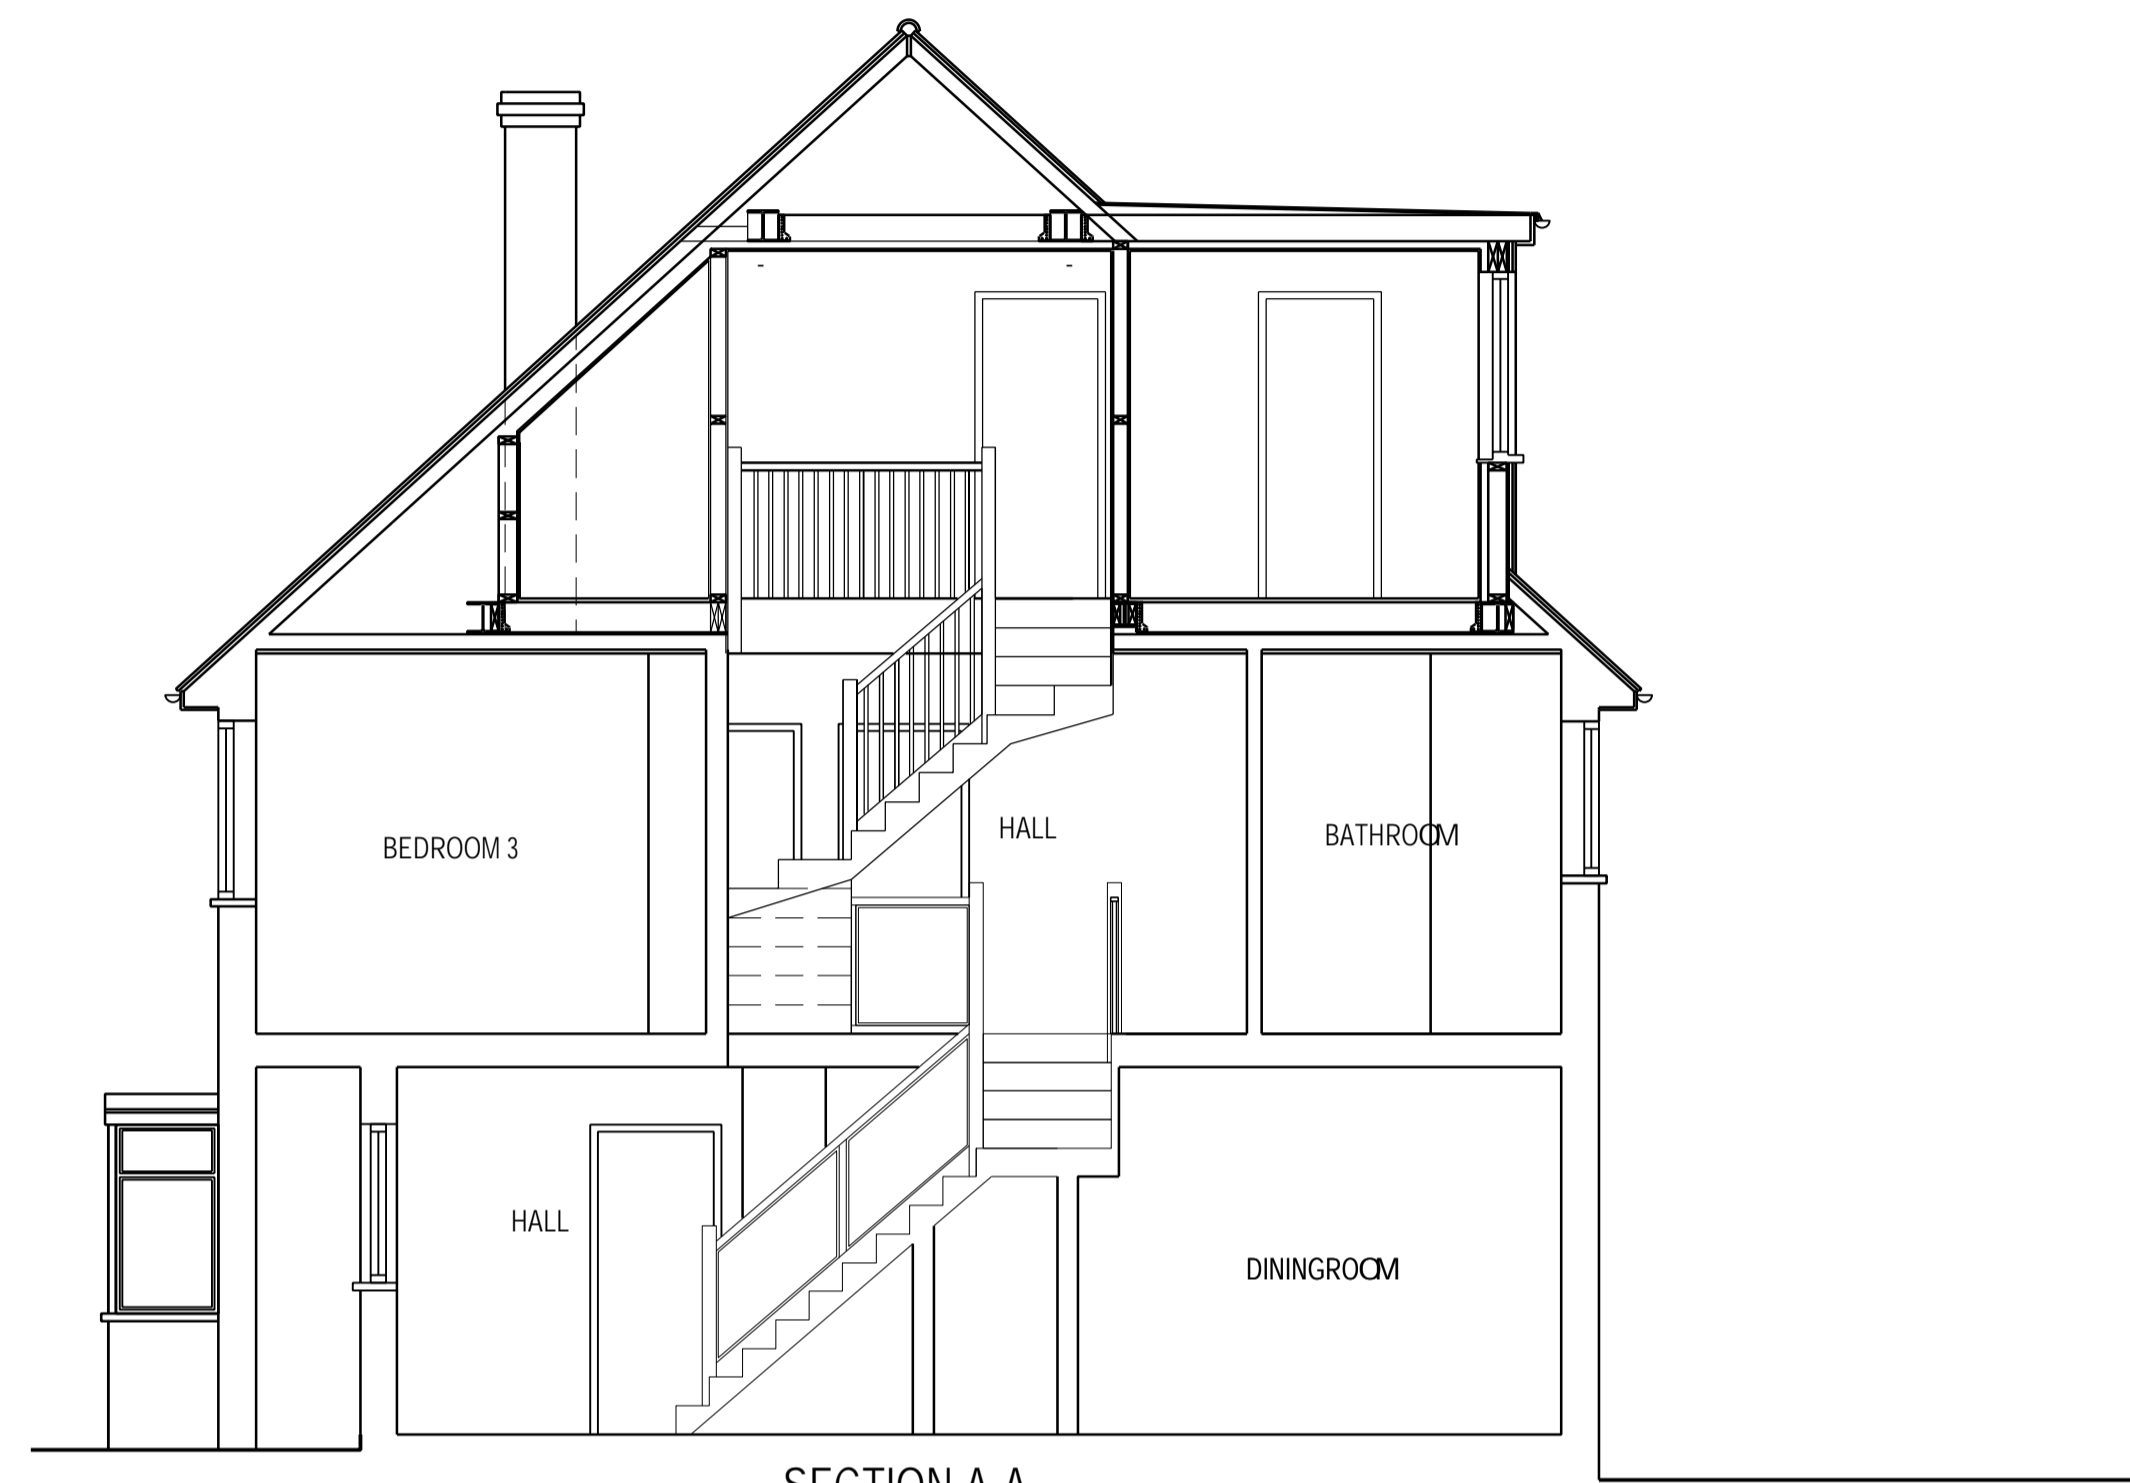 HALL
BATHROOM
BEDROOM 3
HALL
DININGROOM
SECTION A-A